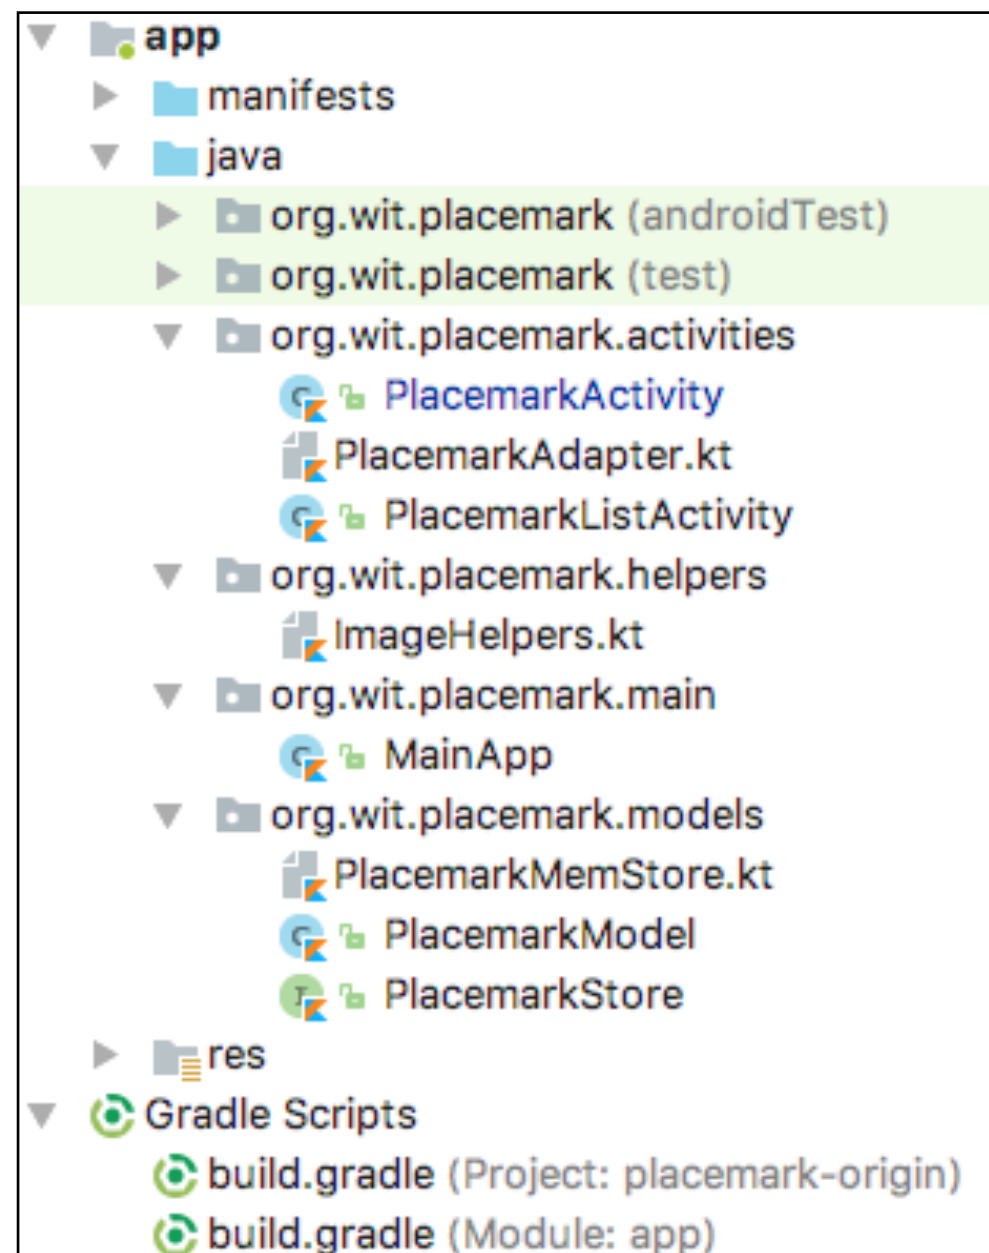 app
manifests
java
org.wit.placemark (androidTest)
org.wit.placemark (test)
org.wit.placemark.activities
PlacemarkActivity
PlacemarkAdapter.kt
PlacemarkListActivity
org.wit.placemark.helpers
ImageHelpers.kt
org.wit.placemark.main
MainApp
org.wit.placemark.models
PlacemarkMemStore.kt
PlacemarkModel
PlacemarkStore
res
Gradle Scripts
build.gradle (Project: placemark-origin)
build.gradle (Module: app)